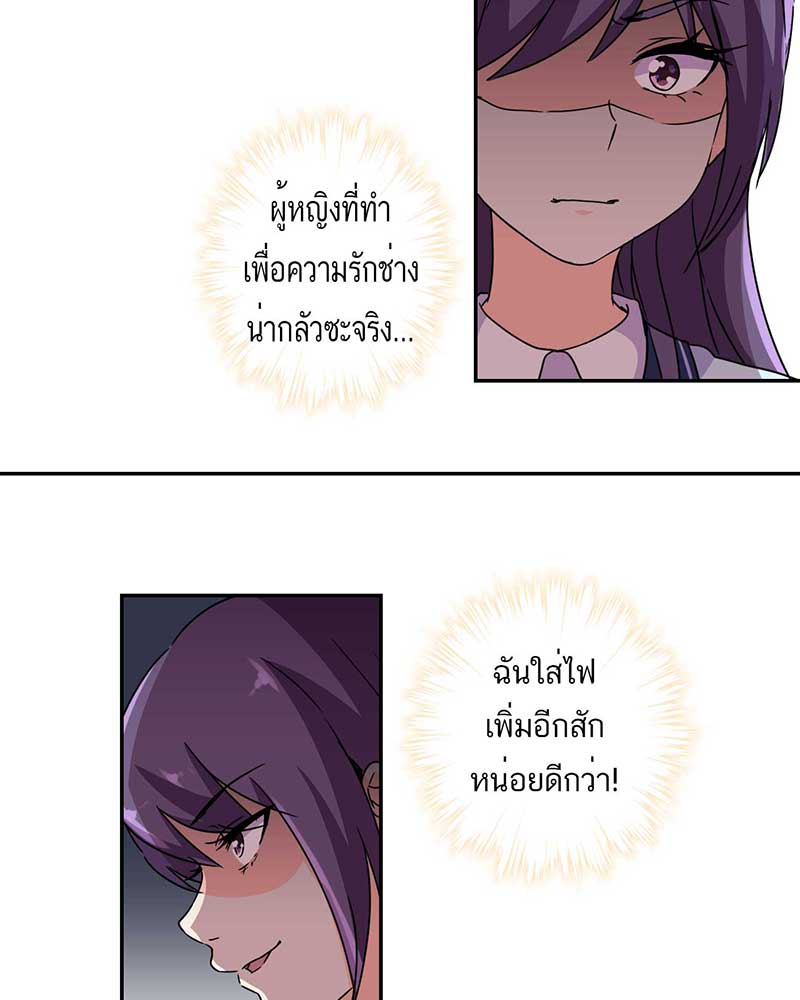 ผู้หญิงที่ทำ
เพื่อความรักช่าง
น่ากลัวซะจริง...
ฉันใส่ไฟ
เพิ่มอีกสัก
หน่อยดีกว่า!